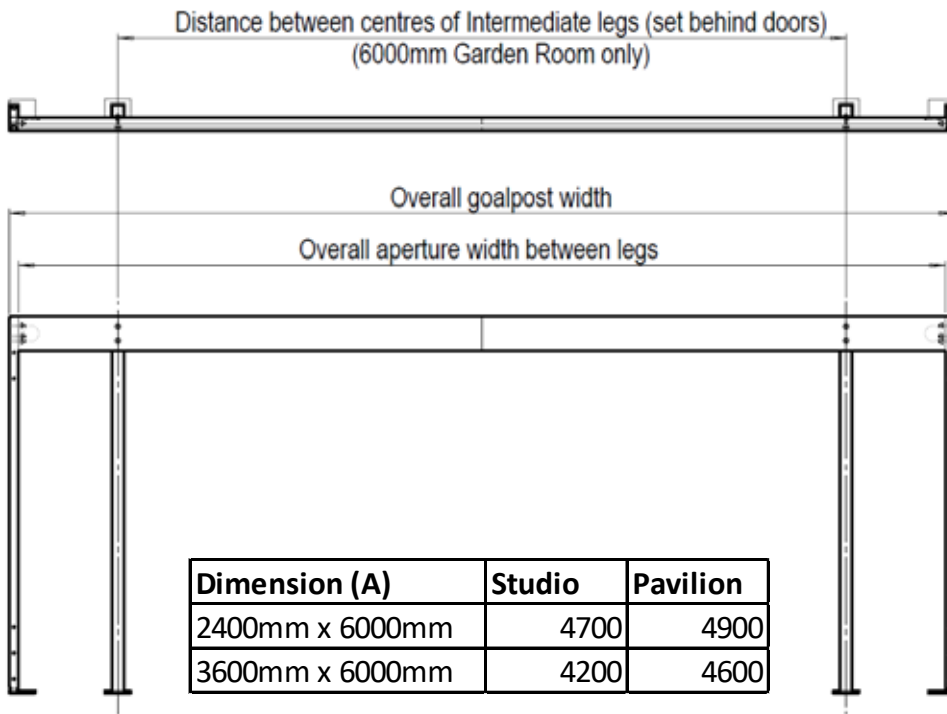 Distance between centres of Intermediate legs (set behind doors)
(6000mm Garden Room only)
Overall goalpost width
Overall aperture width between legs
Dimension (A) Studio Pavilion
2400mm x 6000mm 4700 4900
3600mm x 6000mm 4200 4600